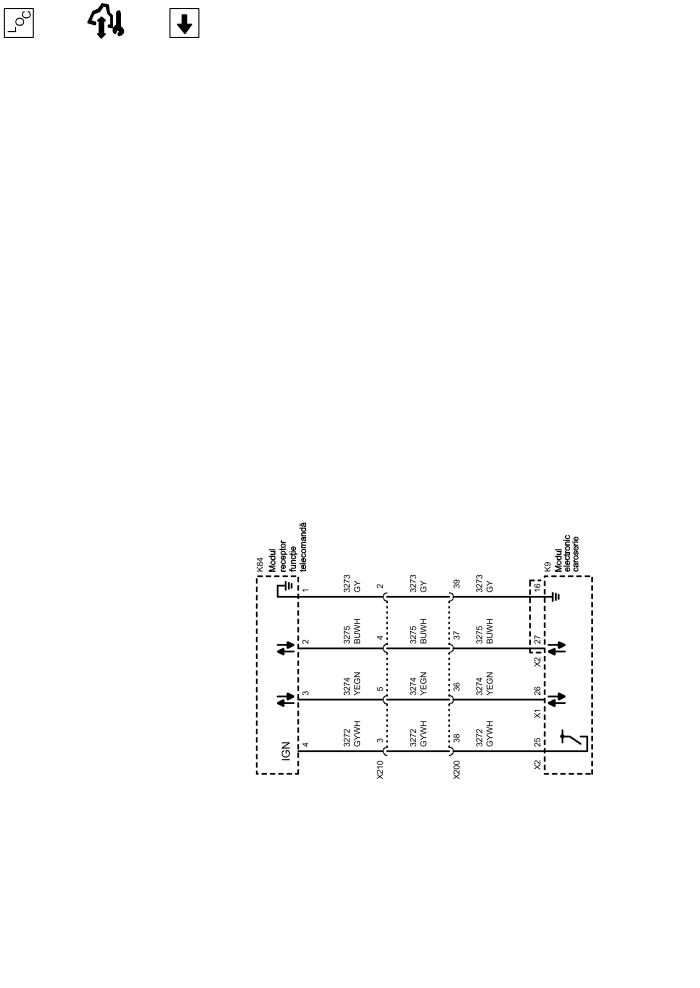 LOC
K84
Modul
receptor
funcție
telecomandă
1
3273
GY
2
3273
GY
39
3273
GY
16
K9
Modul
electronic
caroserie
2
3275
BUWH
4
3275
BUWH
37
3275
BUWH
27
X2
3
3274
YEGN
5
3274
YEGN
36
3274
YEGN
26
X1
IGN
4
3272
GYWH
3
3272
GYWH
38
3272
GYWH
25
X2
X210
X200